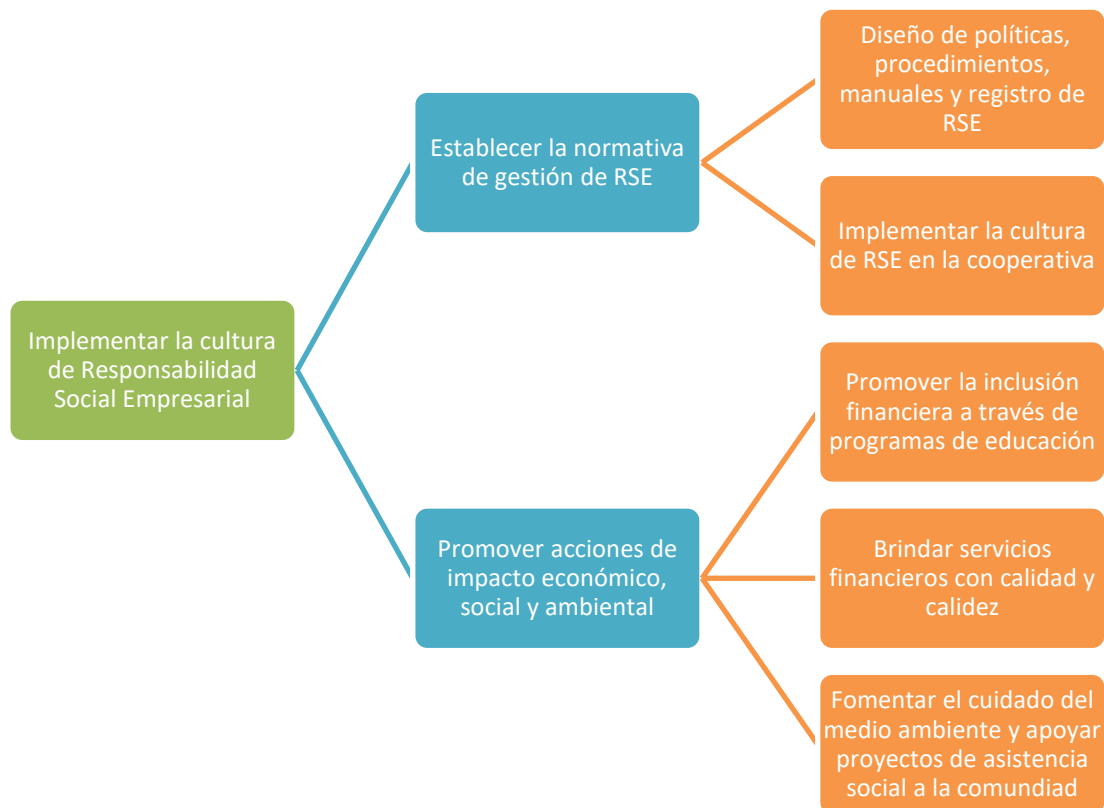 Implementar la cultura
de Responsabilidad
Social Empresarial
Establecer la normativa
de gestión de RSE
Diseño de políticas,
procedimientos,
manuales y registro de
RSE
Implementar la cultura
de RSE en la cooperativa
Promover acciones de
impacto económico,
social y ambiental
Promover la inclusión
financiera a través de
programas de educación
Brindar servicios
financieros con calidad y
calidez
Fomentar el cuidado del
medio ambiente y apoyar
proyectos de asistencia
social a la comundiad